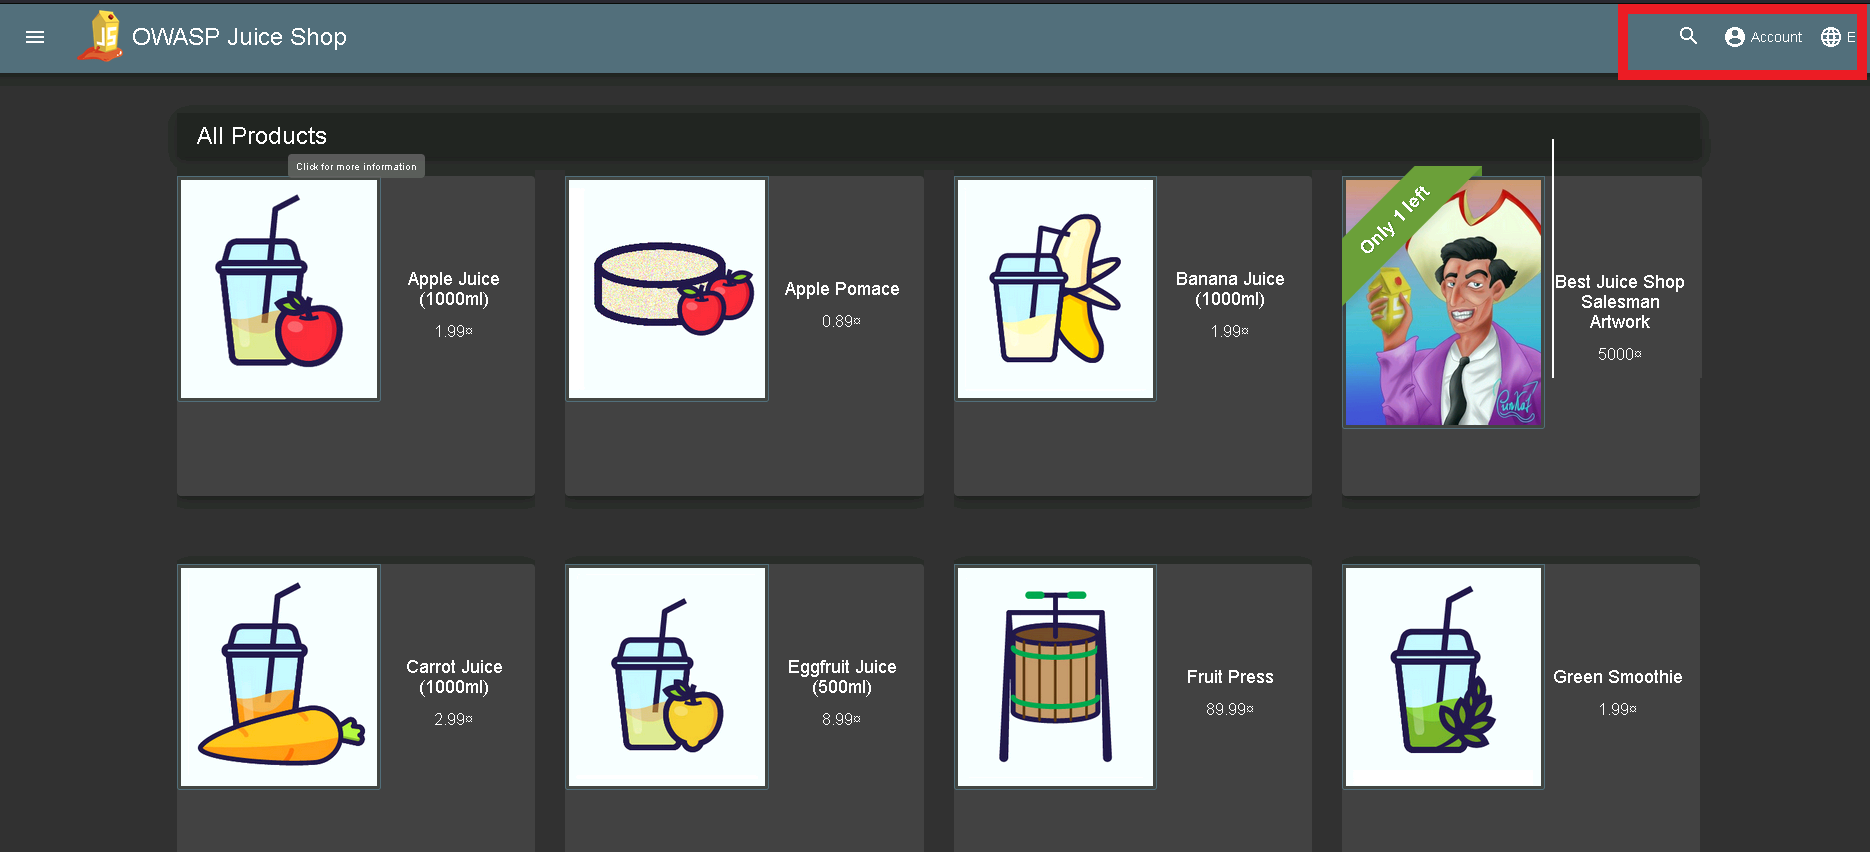 OWASP Juice Shop
Account
E
All Products
Click for more information
Only 1 left
Apple Juice
(1000ml)
1.99¤
Apple Pomace
0.89¤
Banana Juice
(1000ml)
1.99¤
Best Juice Shop
Salesman
Artwork
5000¤
Carrot Juice
(1000ml)
2.99¤
Eggfruit Juice
(500ml)
8.99¤
Fruit Press
89.99¤
Green Smoothie
1.99¤